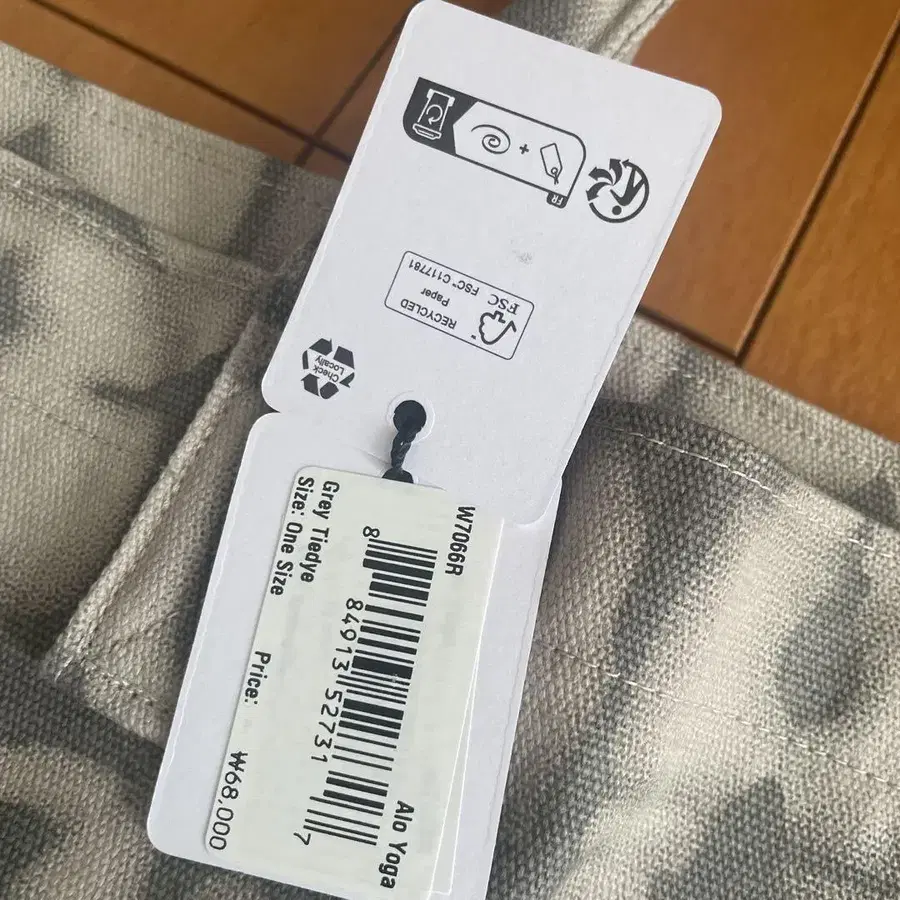 FR
RECYCLED
Paper
FSC
FSC™ C117781
Check
Locally
W7066R
Alo Yoga
8 84913 52731 7
Grey Tiedye
Size: One Size
Price: ₩68,000